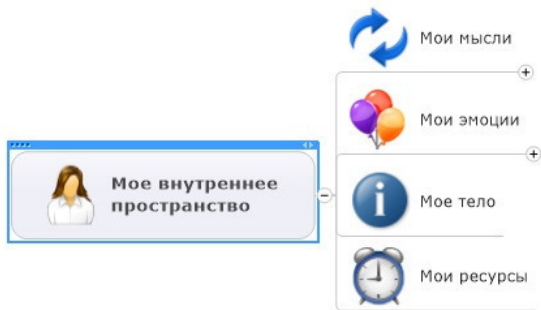 Мои мысли
Мои эмоции
Мое внутреннее
пространство
Мое тело
Мои ресурсы